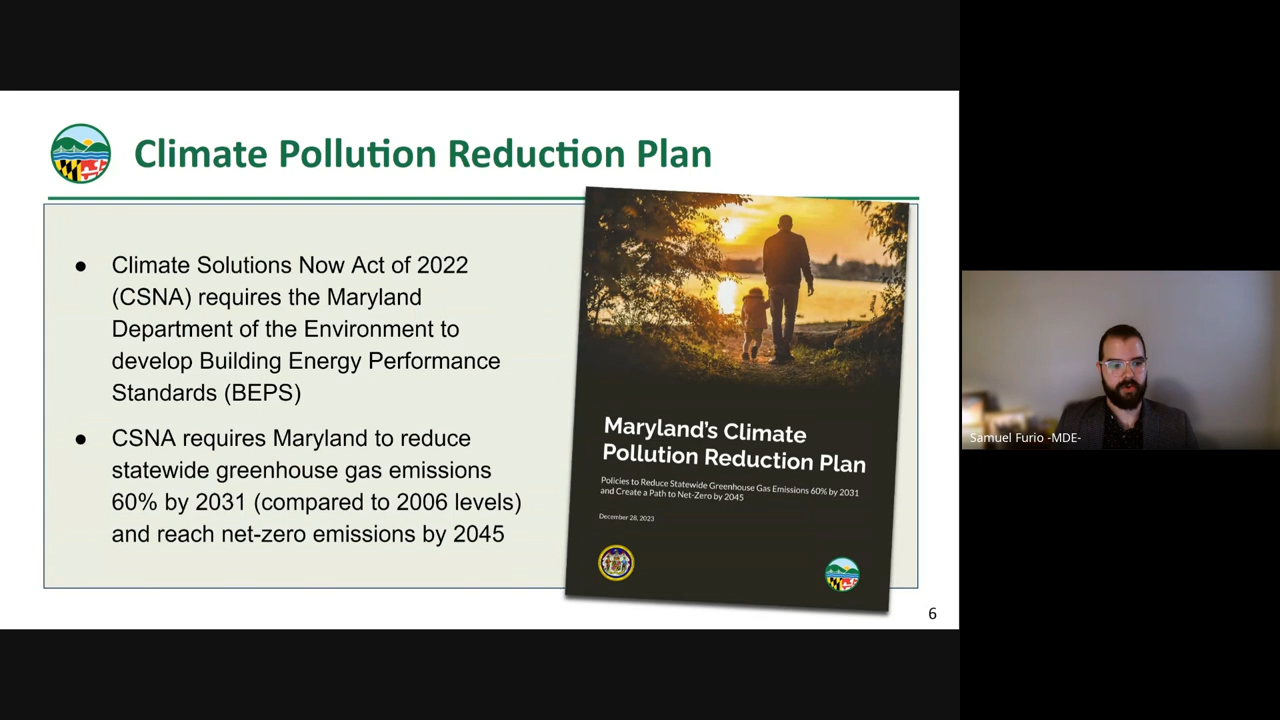 Climate Pollution Reduction Plan
● Climate Solutions Now Act of 2022
(CSNA) requires the Maryland
Department of the Environment to
develop Building Energy Performance
Standards (BEPS)
● CSNA requires Maryland to reduce
statewide greenhouse gas emissions
60% by 2031 (compared to 2006 levels)
and reach net-zero emissions by 2045
Maryland's Climate
Pollution Reduction Plan
Policies to Reduce Statewide Greenhouse Gas Emissions 60% by 2031
and Create a Path to Net-Zero by 2045
December 28, 2023
6
Samuel Furio -MDE-